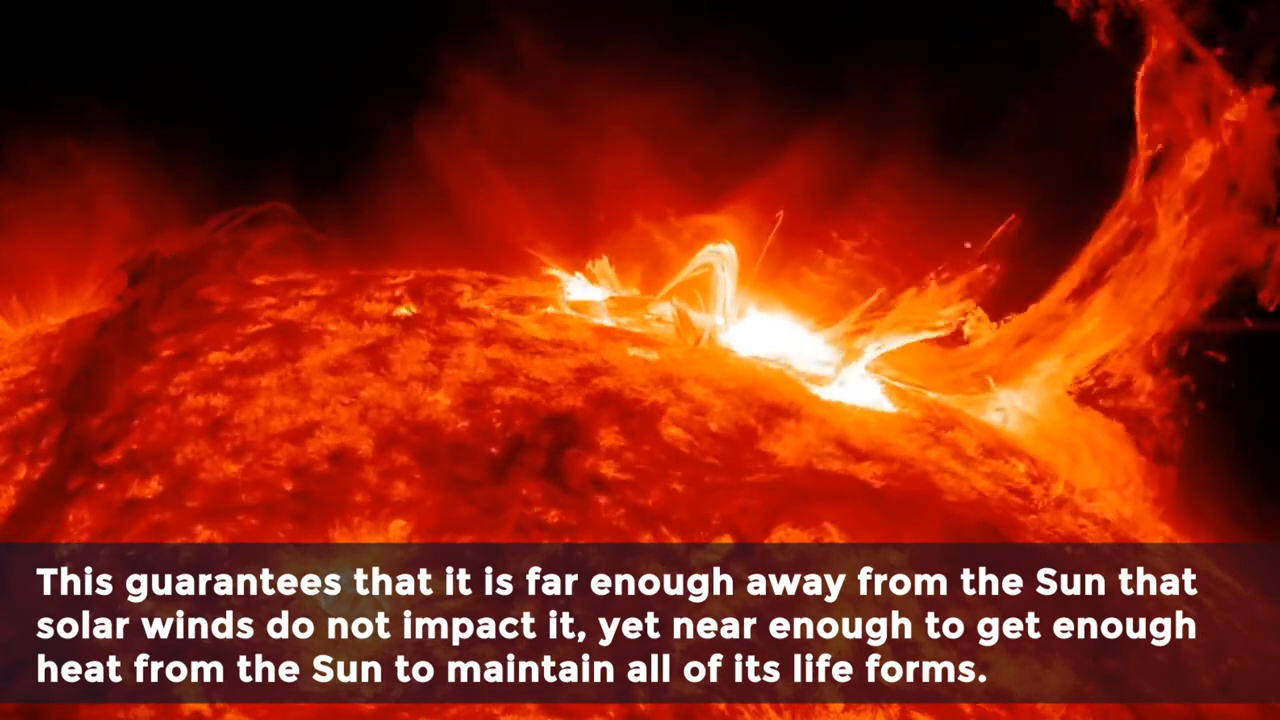 This guarantees that it is far enough away from the Sun that
solar winds do not impact it, yet near enough to get enough
heat from the Sun to maintain all of its life forms.